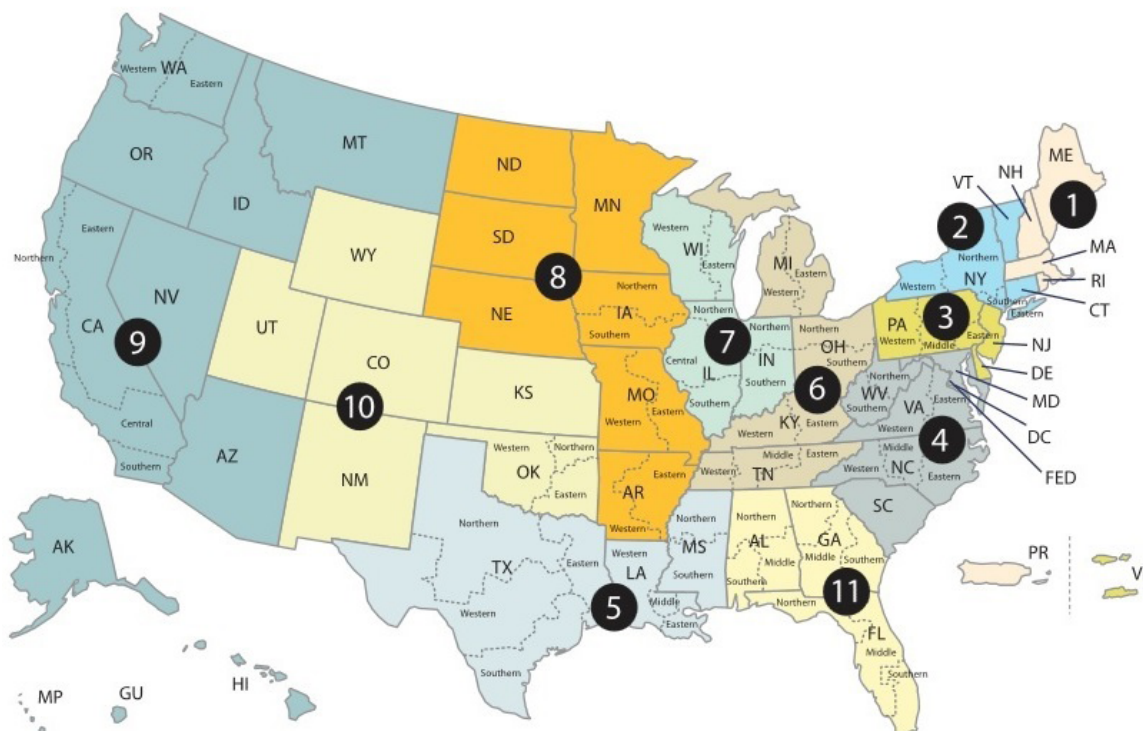 WA
Western
Eastern
OR
MT
ID
ND
MN
SD
8
NE
Northern
IA
Southern
WY
Eastern
Northern
NV
CA
9
Central
Southern
UT
CO
10
KS
AZ
NM
Western
Northern
OK
Eastern
MO
Western
Eastern
Eastern
AR
Western
WI
Western
Eastern
MI
Eastern
Western
Northern
7
Northern
Central
IL
IN
Southern
Southern
Northern
OH
Southern
6
KY
Western
Eastern
Middle
Eastern
Western
TN
ME
VT
NH
1
2
Northern
MA
Western
NY
RI
Southern
CT
Eastern
PA
3
Eastern
Western
Middle
NJ
DE
MD
Northern
WV
Southern
VA
Eastern
Western
DC
4
FED
Middle
Western
NC
Eastern
SC
Northern
TX
Eastern
Western
Southern
Western
LA
5
Middle
Eastern
Northern
MS
Southern
Northern
AL
Middle
Southern
Northern
GA
Middle
Southern
11
Northern
FL
Middle
Southern
PR
V
AK
HI
GU
MP